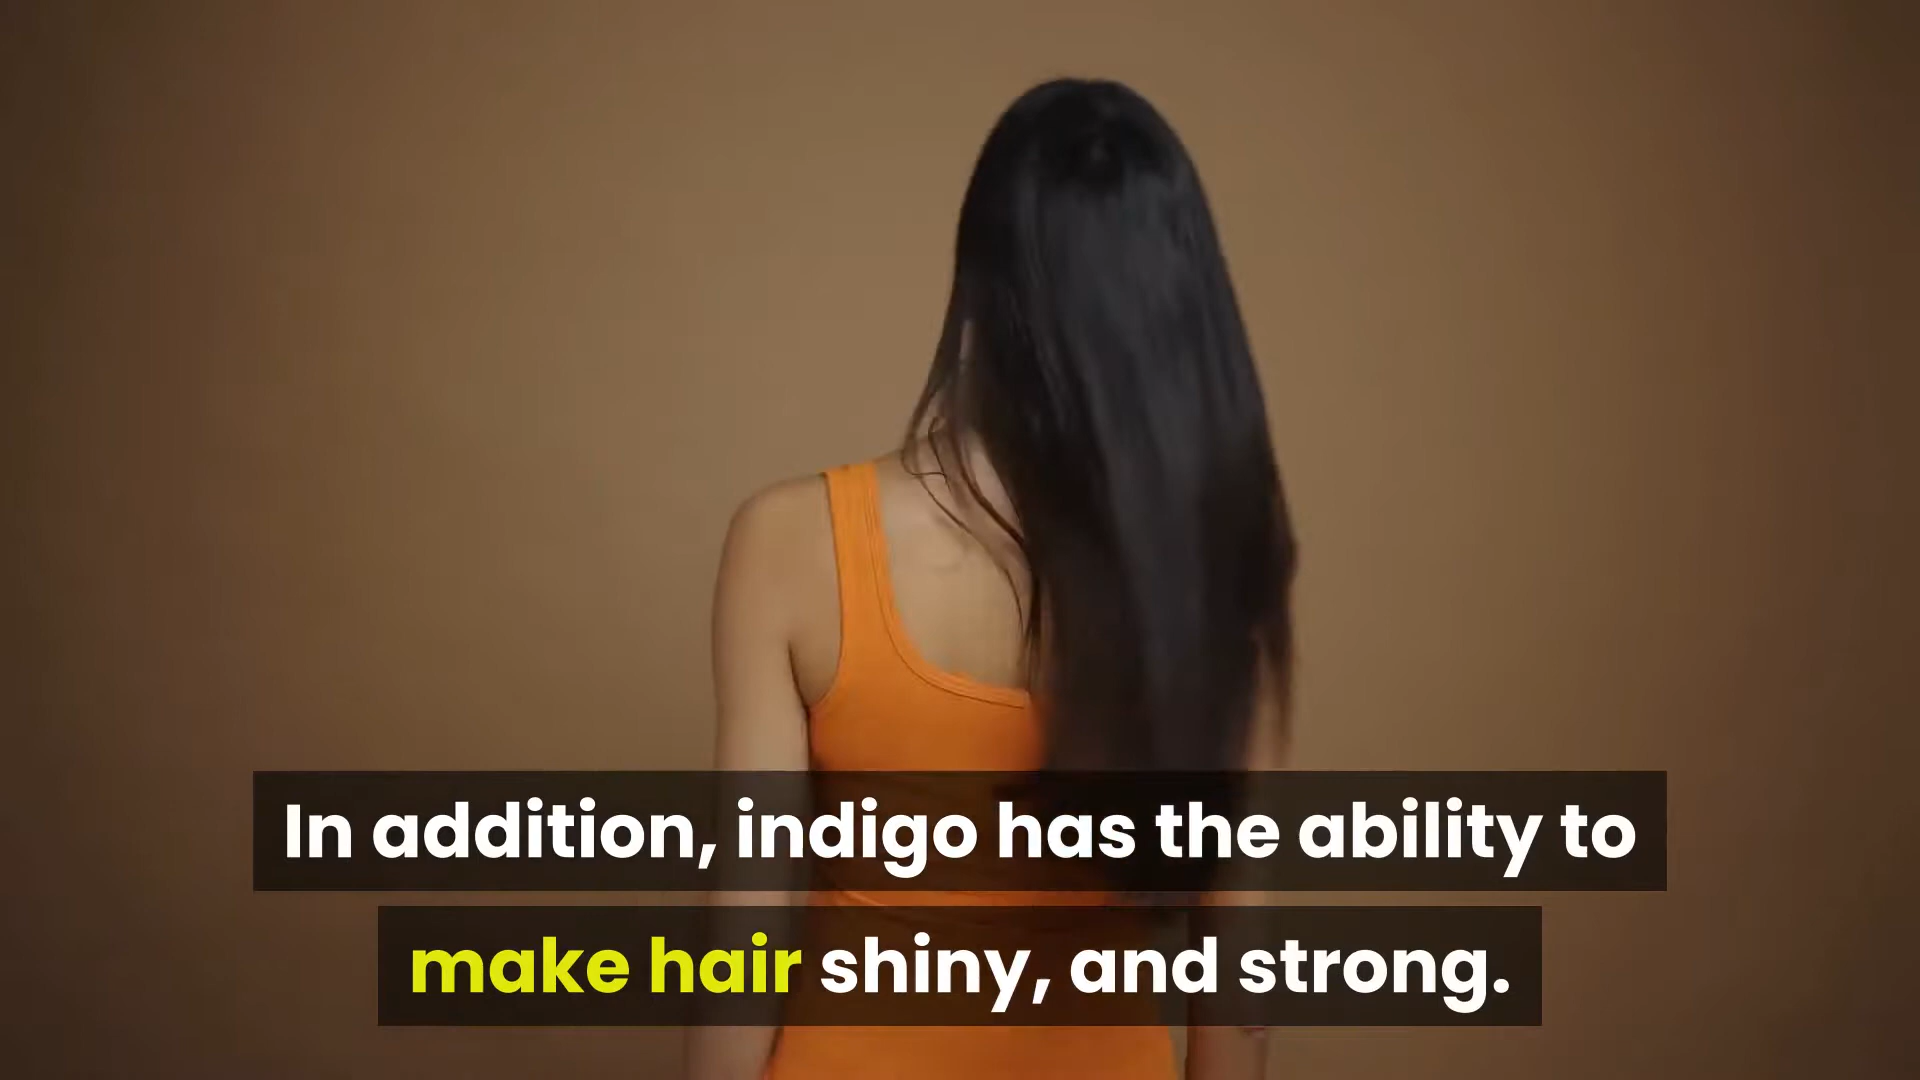 In addition, indigo has the ability to
make hair shiny, and strong.